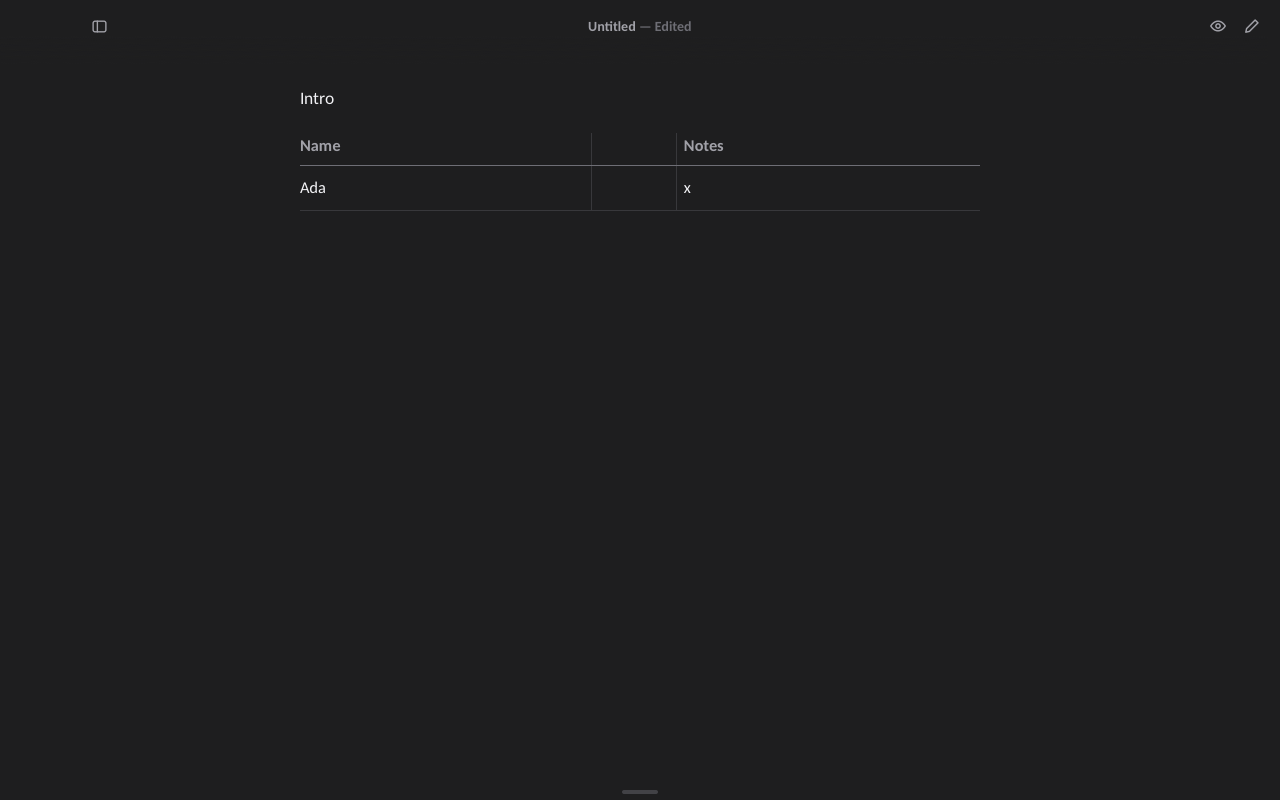 Untitled — Edited
Intro
Name Notes
Ada x